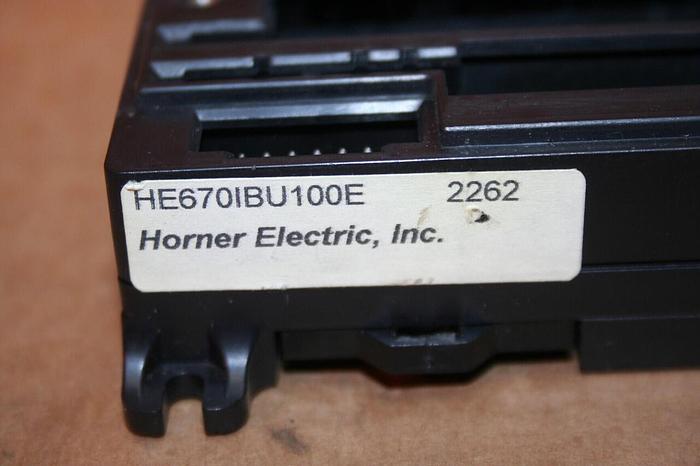 HE670IBU100E 2262
Horner Electric, Inc.